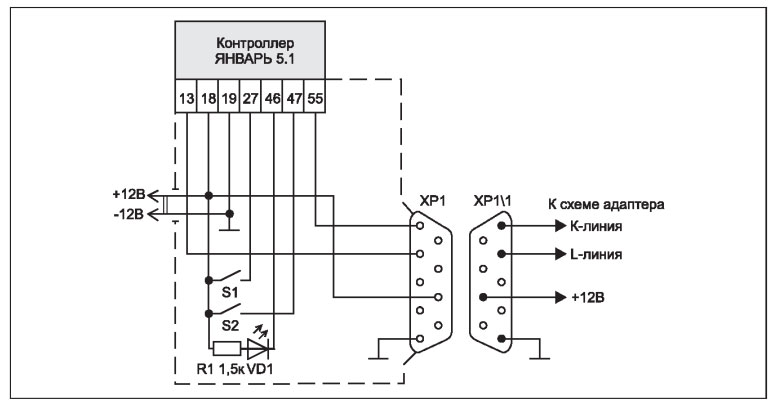 Контроллер
ЯНВАРЬ 5.1
13 18 19 27 46 47 55
+12В
-12В
XP1 XP1\1
К схеме адаптера
К-линия
L-линия
+12В
S1
S2
R1 1,5к VD1